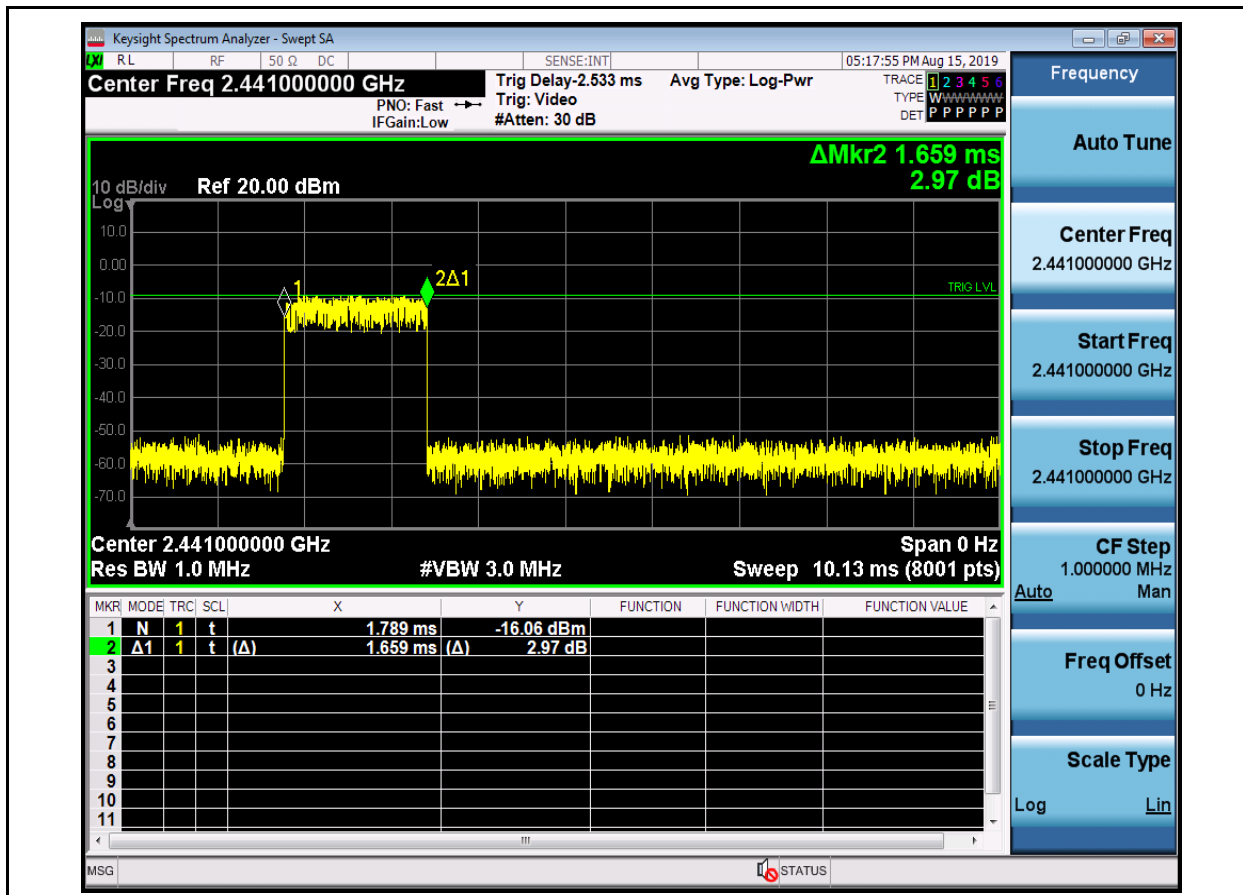 Keysight Spectrum Analyzer - Swept SA
LXI RL RF 50 Ω DC SENSE:INT 05:17:55 PM Aug 15, 2019
Center Freq 2.441000000 GHz
PNO: Fast
IFGain:Low
Trig Delay-2.533 ms
Trig: Video
#Atten: 30 dB
Avg Type: Log-Pwr
TRACE 1 2 3 4 5 6
TYPE WWWWWW
DET P P P P P P
ΔMkr2 1.659 ms
2.97 dB
10 dB/div Ref 20.00 dBm
Log
10.0
0.00
-10.0
-20.0
-30.0
-40.0
-50.0
-60.0
-70.0
1
2Δ1
TRIG LVL
Center 2.441000000 GHz Span 0 Hz
Res BW 1.0 MHz #VBW 3.0 MHz Sweep 10.13 ms (8001 pts)
MKR MODE TRC SCL X Y FUNCTION FUNCTION WIDTH FUNCTION VALUE
1 N 1 t 1.789 ms -16.06 dBm
2 Δ1 1 t (Δ) 1.659 ms (Δ) 2.97 dB
3
4
5
6
7
8
9
10
11
MSG STATUS
Frequency
Auto Tune
Center Freq
2.441000000 GHz
Start Freq
2.441000000 GHz
Stop Freq
2.441000000 GHz
CF Step
1.000000 MHz
Auto Man
Freq Offset
0 Hz
Scale Type
Log Lin